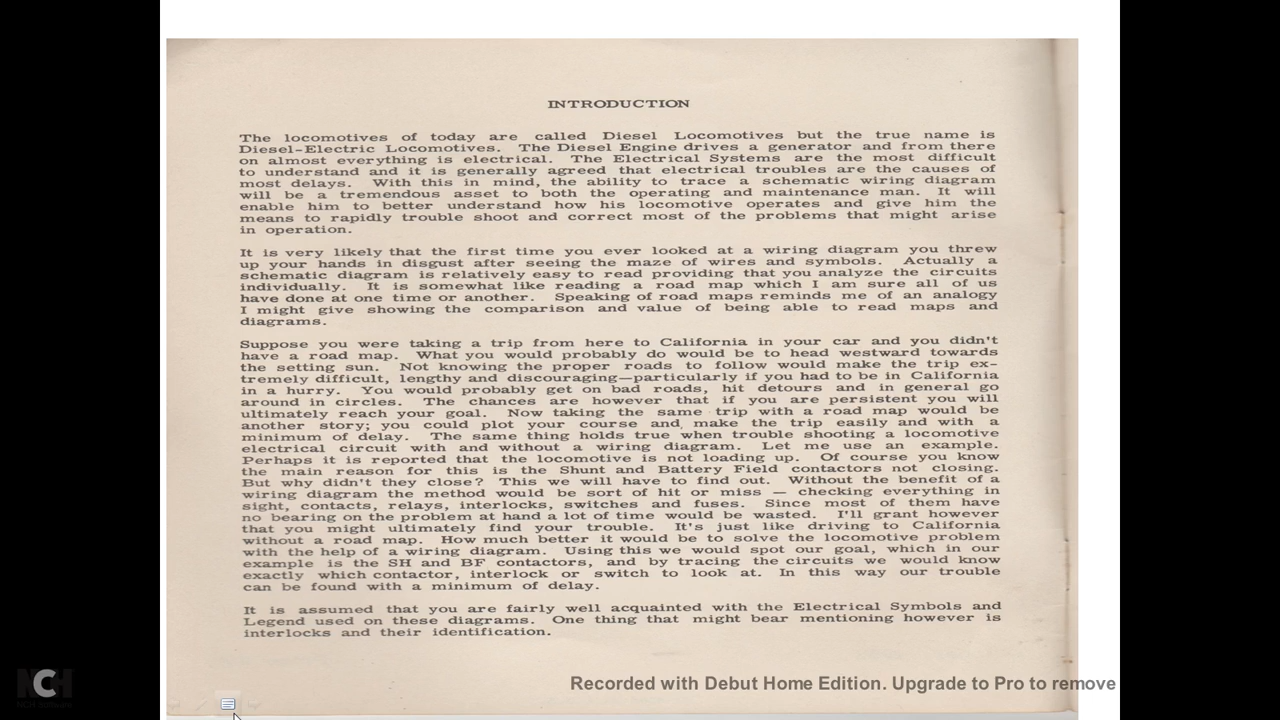 INTRODUCTION
The locomotives of today are called Diesel Locomotives but the true name is
Diesel-Electric Locomotives. The Diesel Engine drives a generator and from there
on almost everything is electrical. The Electrical Systems are the most difficult
to understand and it is generally agreed that electrical troubles are the causes of
most delays. With this in mind, the ability to trace a schematic wiring diagram
will be a tremendous asset to both the operating and maintenance man. It will
enable him to better understand how his locomotive operates and give him the
means to rapidly trouble shoot and correct most of the problems that might arise
in operation.
It is very likely that the first time you ever looked at a wiring diagram you threw
up your hands in disgust after seeing the maze of wires and symbols. Actually a
schematic diagram is relatively easy to read providing that you analyze the circuits
individually. It is somewhat like reading a road map which I am sure all of us
have done at one time or another. Speaking of road maps reminds me of an analogy
I might give showing the comparison and value of being able to read maps and
diagrams.
Suppose you were taking a trip from here to California in your car and you didn't
have a road map. What you would probably do would be to head westward towards
the setting sun. Not knowing the proper roads to follow would make the trip ex-
tremely difficult, lengthy and discouraging—particularly if you had to be in California
in a hurry. You would probably get on bad roads, hit detours and in general go
around in circles. The chances are however that if you are persistent you will
ultimately reach your goal. Now taking the same trip with a road map would be
another story; you could plot your course and make the trip easily and with a
minimum of delay. The same thing holds true when trouble shooting a locomotive
electrical circuit with and without a wiring diagram. Let me use an example.
Perhaps it is reported that the locomotive is not loading up. Of course you know
the main reason for this is the Shunt and Battery Field contactors not closing.
But why didn't they close? This we will have to find out. Without the benefit of a
wiring diagram the method would be sort of hit or miss — checking everything in
sight, contacts, relays, interlocks, switches and fuses. Since most of them have
no bearing on the problem at hand a lot of time would be wasted. I'll grant however
that you might ultimately find your trouble. It's just like driving to California
without a road map. How much better it would be to solve the locomotive problem
with the help of a wiring diagram. Using this we would spot our goal, which in our
example is the SH and BF contactors, and by tracing the circuits we would know
exactly which contactor, interlock or switch to look at. In this way our trouble
can be found with a minimum of delay.
It is assumed that you are fairly well acquainted with the Electrical Symbols and
Legend used on these diagrams. One thing that might bear mentioning however is
interlocks and their identification.
Recorded with Debut Home Edition. Upgrade to Pro to remove
NCH